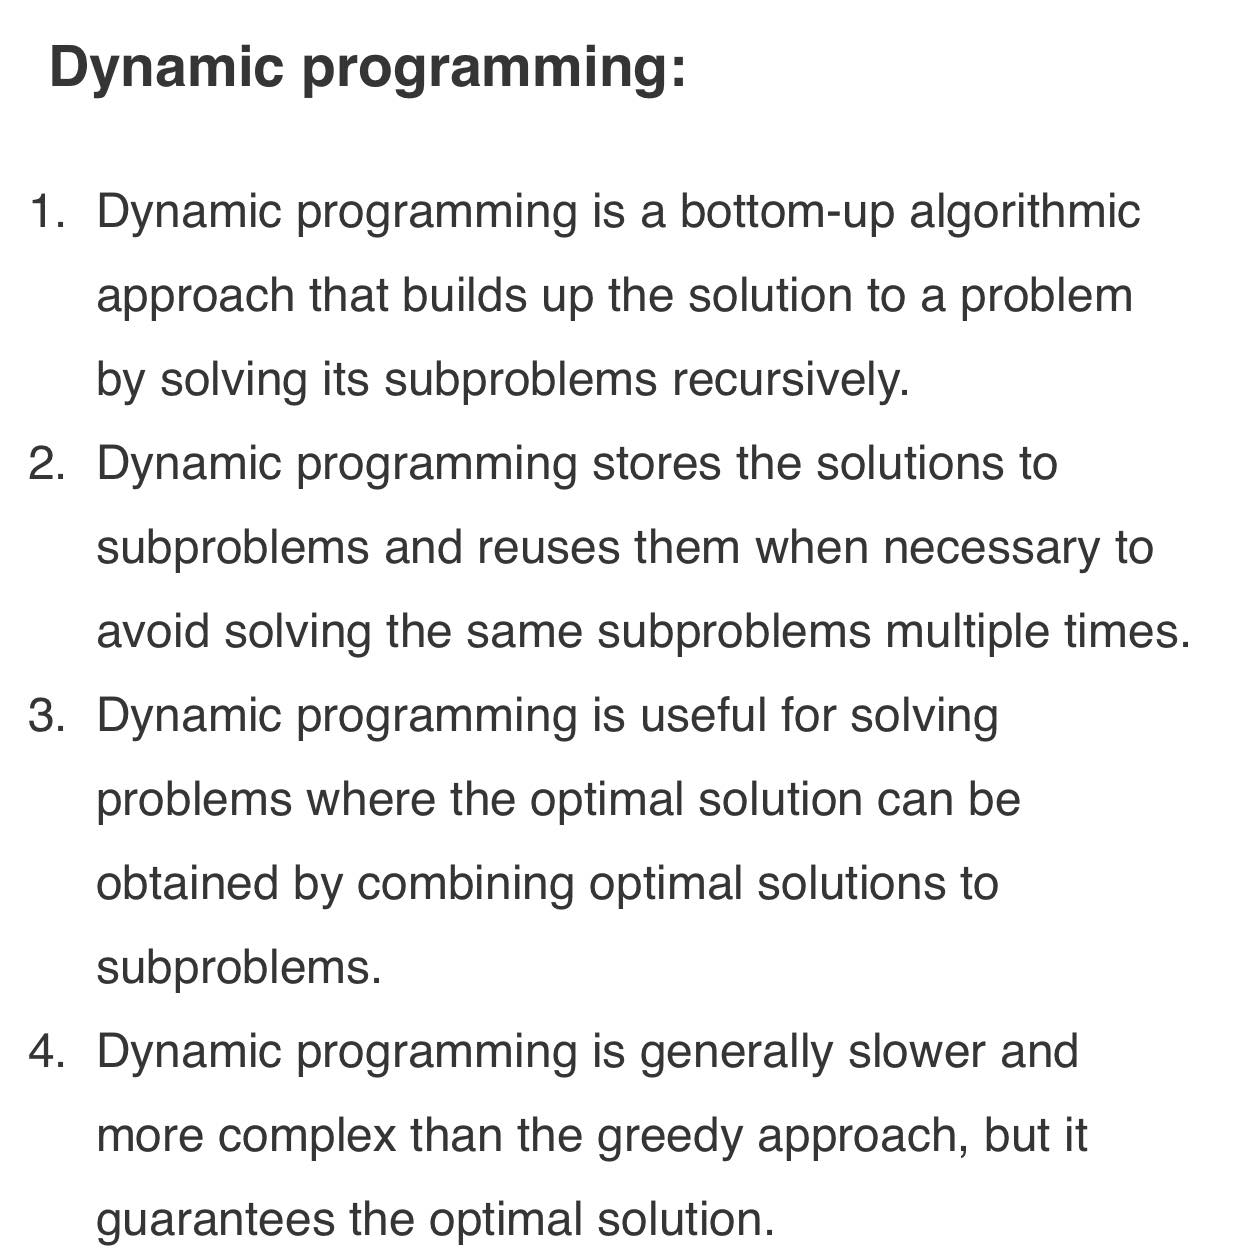 Dynamic programming:
1. Dynamic programming is a bottom-up algorithmic
approach that builds up the solution to a problem
by solving its subproblems recursively.
2. Dynamic programming stores the solutions to
subproblems and reuses them when necessary to
avoid solving the same subproblems multiple times.
3. Dynamic programming is useful for solving
problems where the optimal solution can be
obtained by combining optimal solutions to
subproblems.
4. Dynamic programming is generally slower and
more complex than the greedy approach, but it
guarantees the optimal solution.